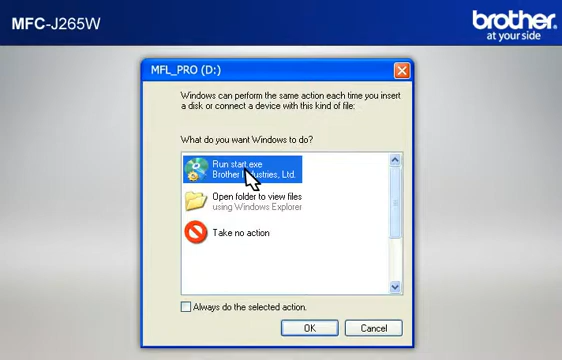 MFC-J265W
brother
at your side
MFL_PRO (D:)
Windows can perform the same action each time you insert
a disk or connect a device with this kind of file:
What do you want Windows to do?
Run start.exe
Brother Industries, Ltd.
Open folder to view files
using Windows Explorer
Take no action
Always do the selected action.
OK
Cancel